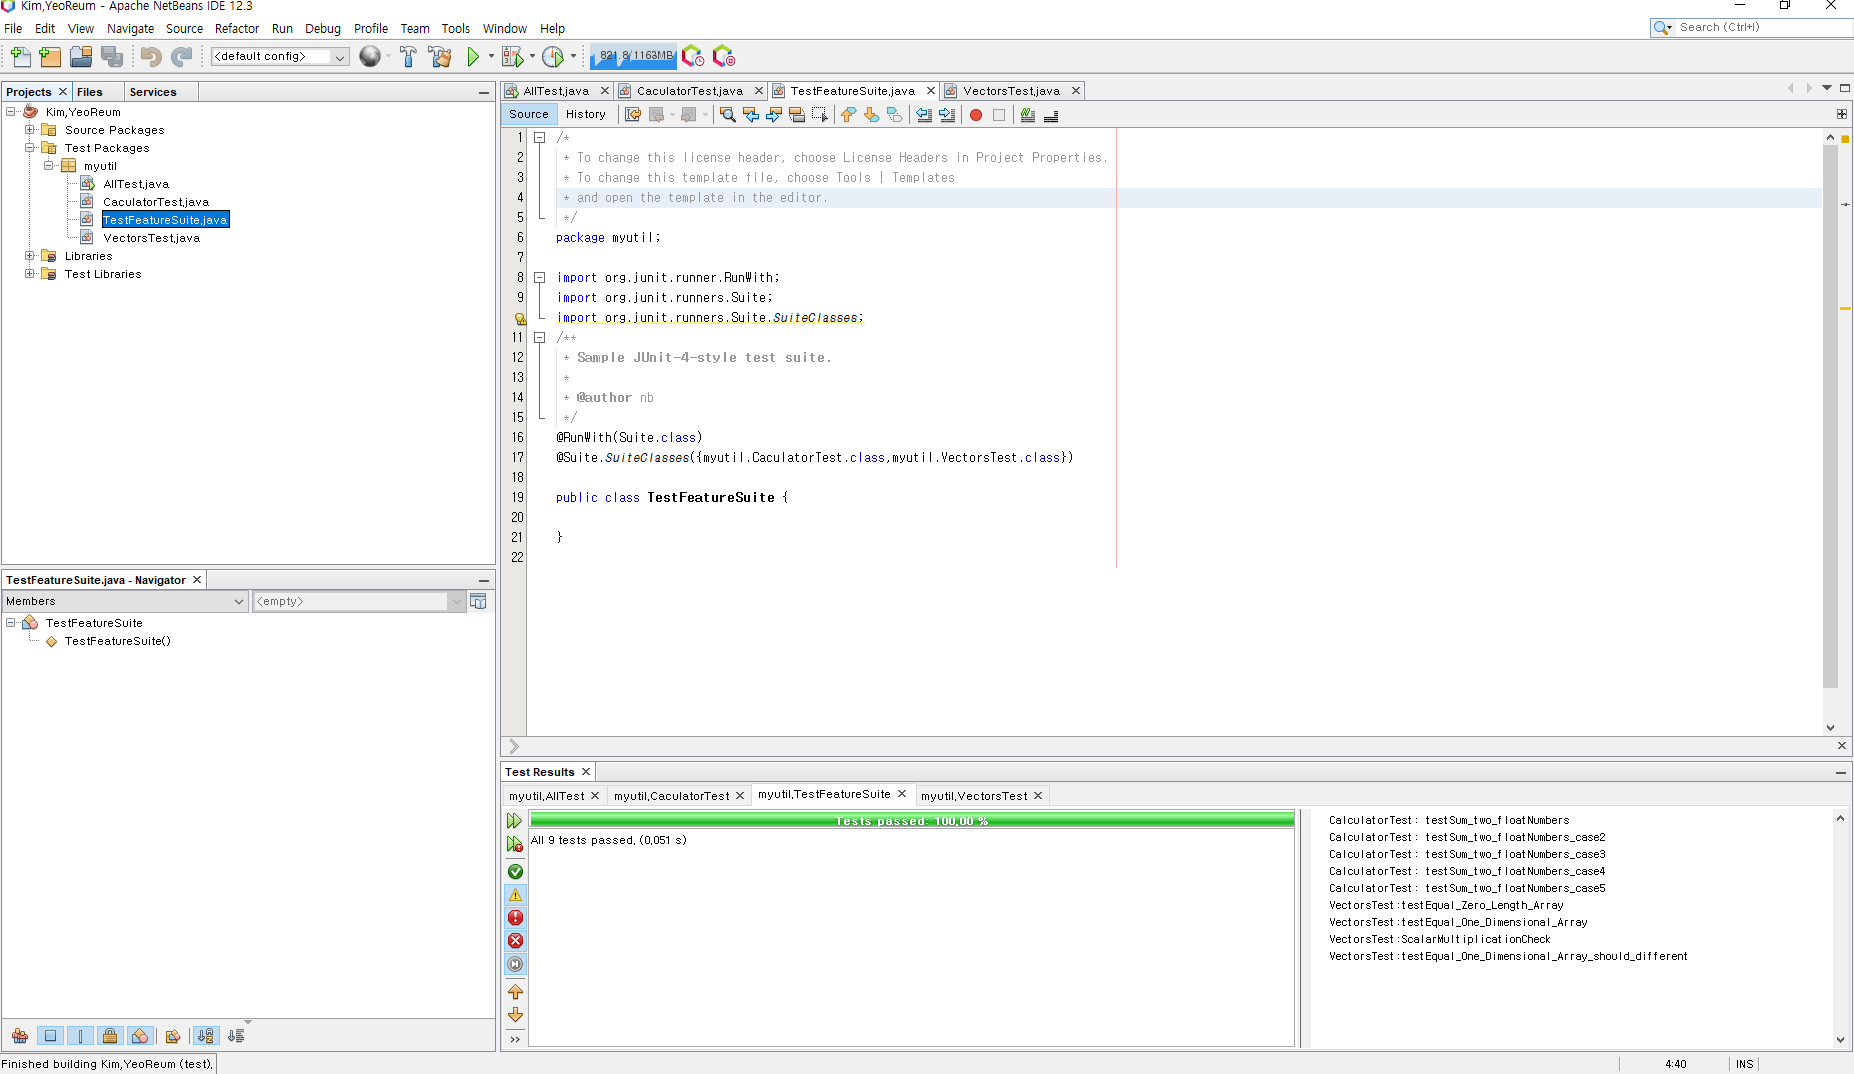 Kim,YeoReum - Apache NetBeans IDE 12.3
File Edit View Navigate Source Refactor Run Debug Profile Team Tools Window Help
Search (Ctrl+I)
<default config>
821.8/1163MB
Projects Files Services
Kim,YeoReum
Source Packages
Test Packages
myutil
AllTest.java
CaculatorTest.java
TestFeatureSuite.java
VectorsTest.java
Libraries
Test Libraries
AllTest.java CaculatorTest.java TestFeatureSuite.java VectorsTest.java
Source History
1 /*
2 * To change this license header, choose License Headers in Project Properties.
3 * To change this template file, choose Tools | Templates
4 * and open the template in the editor.
5 */
6 package myutil;
7
8 import org.junit.runner.RunWith;
9 import org.junit.runners.Suite;
import org.junit.runners.Suite.SuiteClasses;
11 /**
12 * Sample JUnit-4-style test suite.
13 *
14 * @author nb
15 */
16 @RunWith(Suite.class)
17 @Suite.SuiteClasses({myutil.CaculatorTest.class,myutil.VectorsTest.class})
18
19 public class TestFeatureSuite {
20
21 }
22
TestFeatureSuite.java - Navigator
Members <empty>
TestFeatureSuite
TestFeatureSuite()
Test Results
myutil,AllTest myutil,CaculatorTest myutil,TestFeatureSuite myutil,VectorsTest
Tests passed: 100,00 %
All 9 tests passed, (0,051 s)
CalculatorTest: testSum_two_floatNumbers
CalculatorTest: testSum_two_floatNumbers_case2
CalculatorTest: testSum_two_floatNumbers_case3
CalculatorTest: testSum_two_floatNumbers_case4
CalculatorTest: testSum_two_floatNumbers_case5
VectorsTest:testEqual_Zero_Length_Array
VectorsTest:testEqual_One_Dimensional_Array
VectorsTest:ScalarMultiplicationCheck
VectorsTest:testEqual_One_Dimensional_Array_should_different
Finished building Kim,YeoReum (test),
4:40 INS